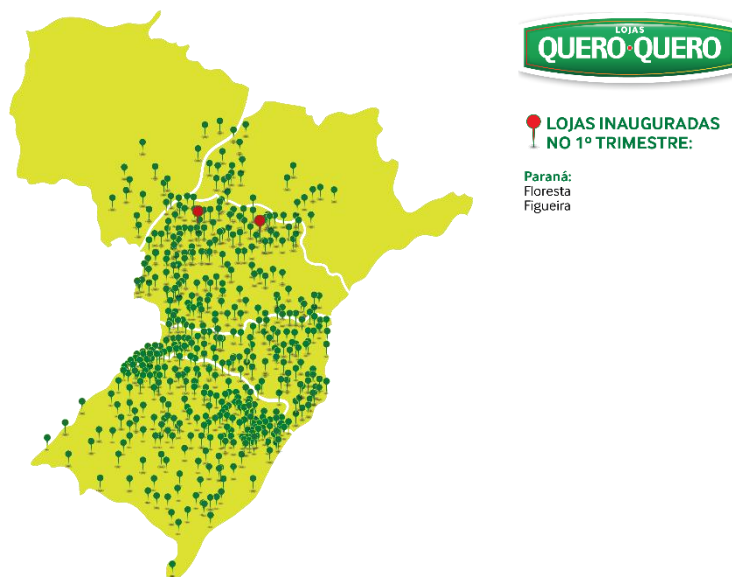 LOJAS
QUERO•QUERO
LOJAS INAUGURADAS
NO 1º TRIMESTRE:
Paraná:
Floresta
Figueira